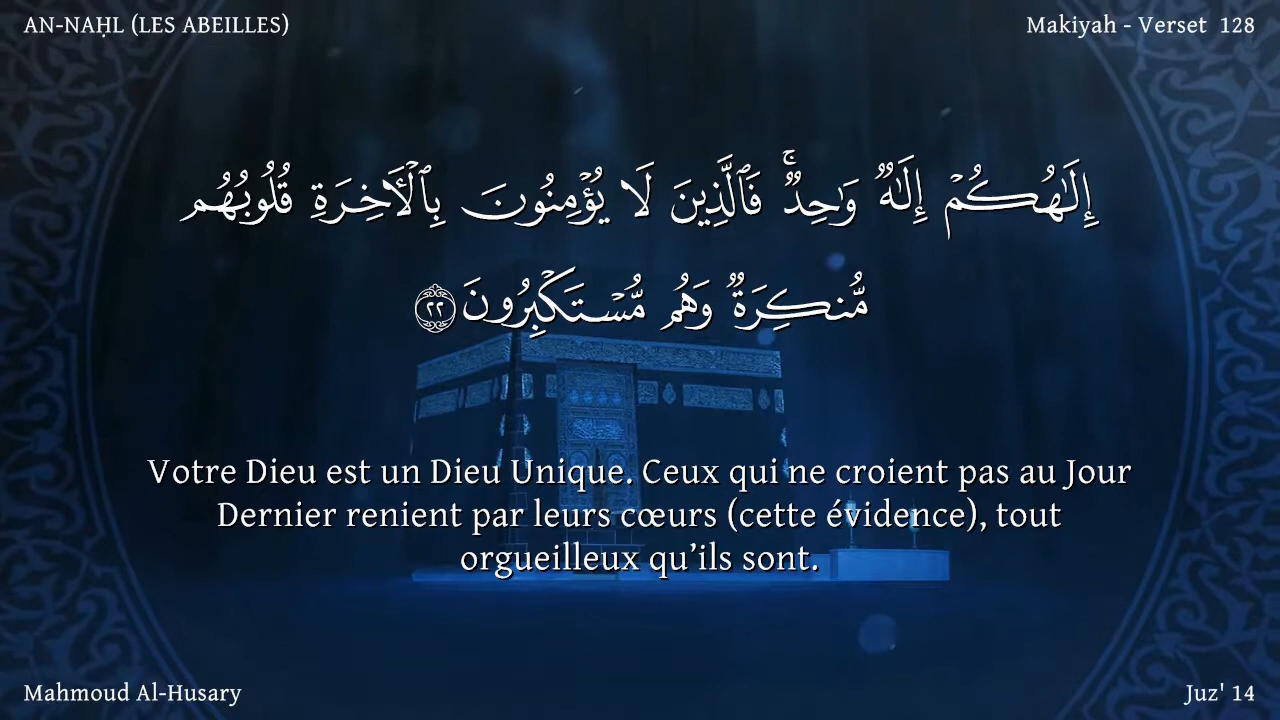 AN-NAḤL (LES ABEILLES)
Makiyah - Verset 128
إِلَٰهُكُمۡ إِلَٰهٞ وَٰحِدٞۚ فَٱلَّذِينَ لَا يُؤۡمِنُونَ بِٱلۡأٓخِرَةِ قُلُوبُهُم
مُّنكِرَةٞ وَهُم مُّسۡتَكۡبِرُونَ ٢٢
Votre Dieu est un Dieu Unique. Ceux qui ne croient pas au Jour
Dernier renient par leurs cœurs (cette évidence), tout
orgueilleux qu’ils sont.
Mahmoud Al-Husary
Juz' 14